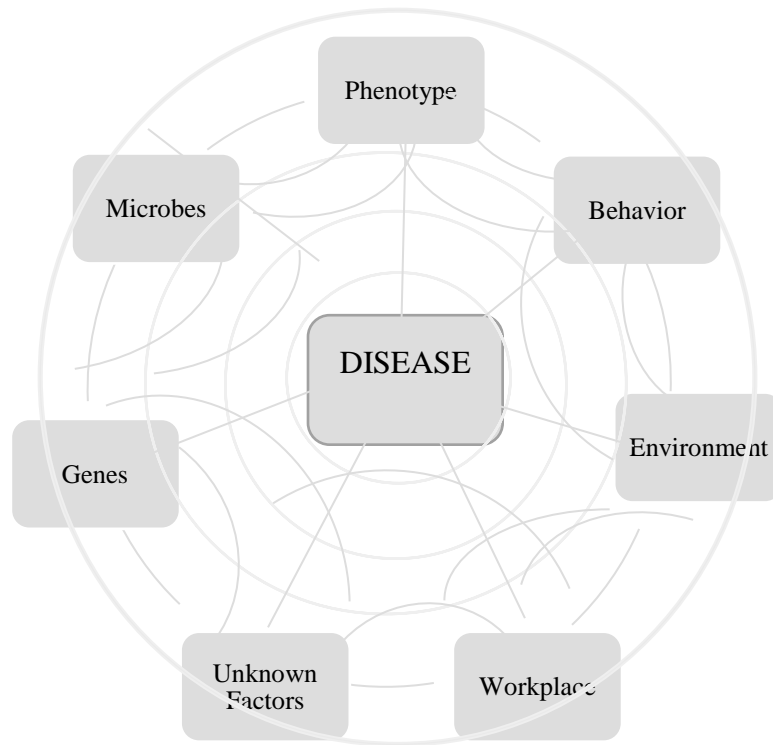 Phenotype
Microbes
Behavior
DISEASE
Environment
Genes
Unknown
Factors
Workplace